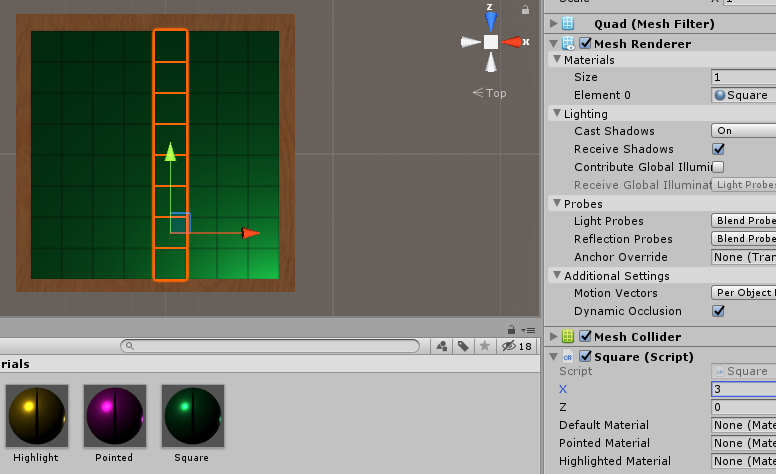 z
x
Top
18
rials
Highlight
Pointed
Square
X 1
Quad (Mesh Filter)
Mesh Renderer
Materials
Size 1
Element 0 Square
Lighting
Cast Shadows On
Receive Shadows
Contribute Global Illumin
Receive Global Illuminat Light Probes
Probes
Light Probes Blend Probe
Reflection Probes Blend Probe
Anchor Override None (Tran
Additional Settings
Motion Vectors Per Object
Dynamic Occlusion
Mesh Collider
Square (Script)
Script Square
X 3
Z 0
Default Material None (Mate
Pointed Material None (Mate
Highlighted Material None (Mate